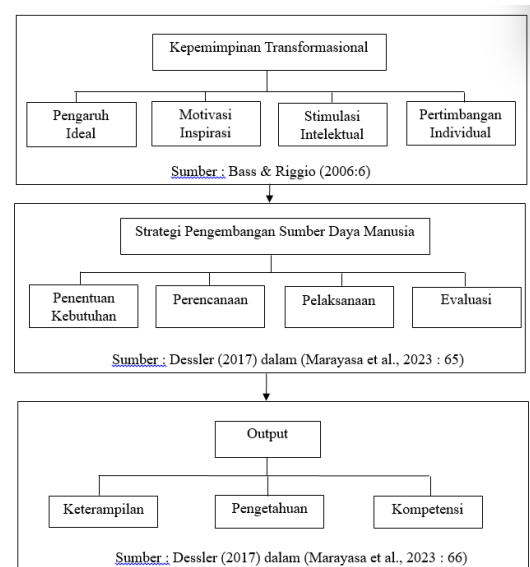 Kepemimpinan Transformasional
Pengaruh
Ideal
Motivasi
Inspirasi
Stimulasi
Intelektual
Pertimbangan
Individual
Sumber : Bass & Riggio (2006:6)
Strategi Pengembangan Sumber Daya Manusia
Penentuan
Kebutuhan
Perencanaan
Pelaksanaan
Evaluasi
Sumber : Dessler (2017) dalam (Marayasa et al., 2023 : 65)
Output
Keterampilan
Pengetahuan
Kompetensi
Sumber : Dessler (2017) dalam (Marayasa et al., 2023 : 66)